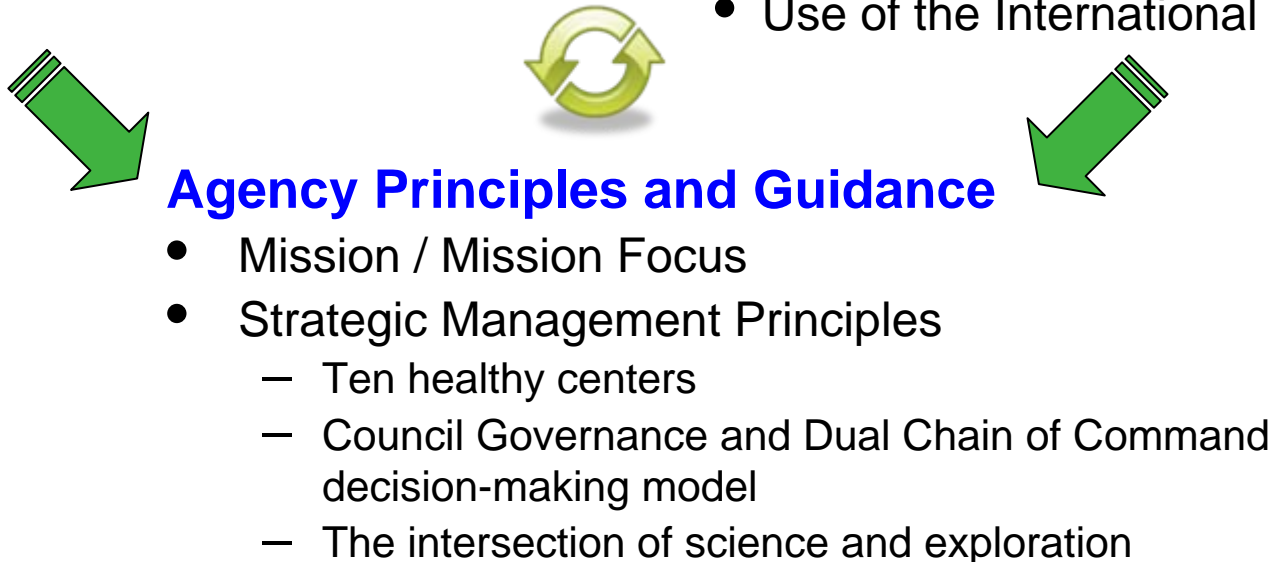 • Use of the International
Agency Principles and Guidance
• Mission / Mission Focus
• Strategic Management Principles
– Ten healthy centers
– Council Governance and Dual Chain of Command
decision-making model
– The intersection of science and exploration